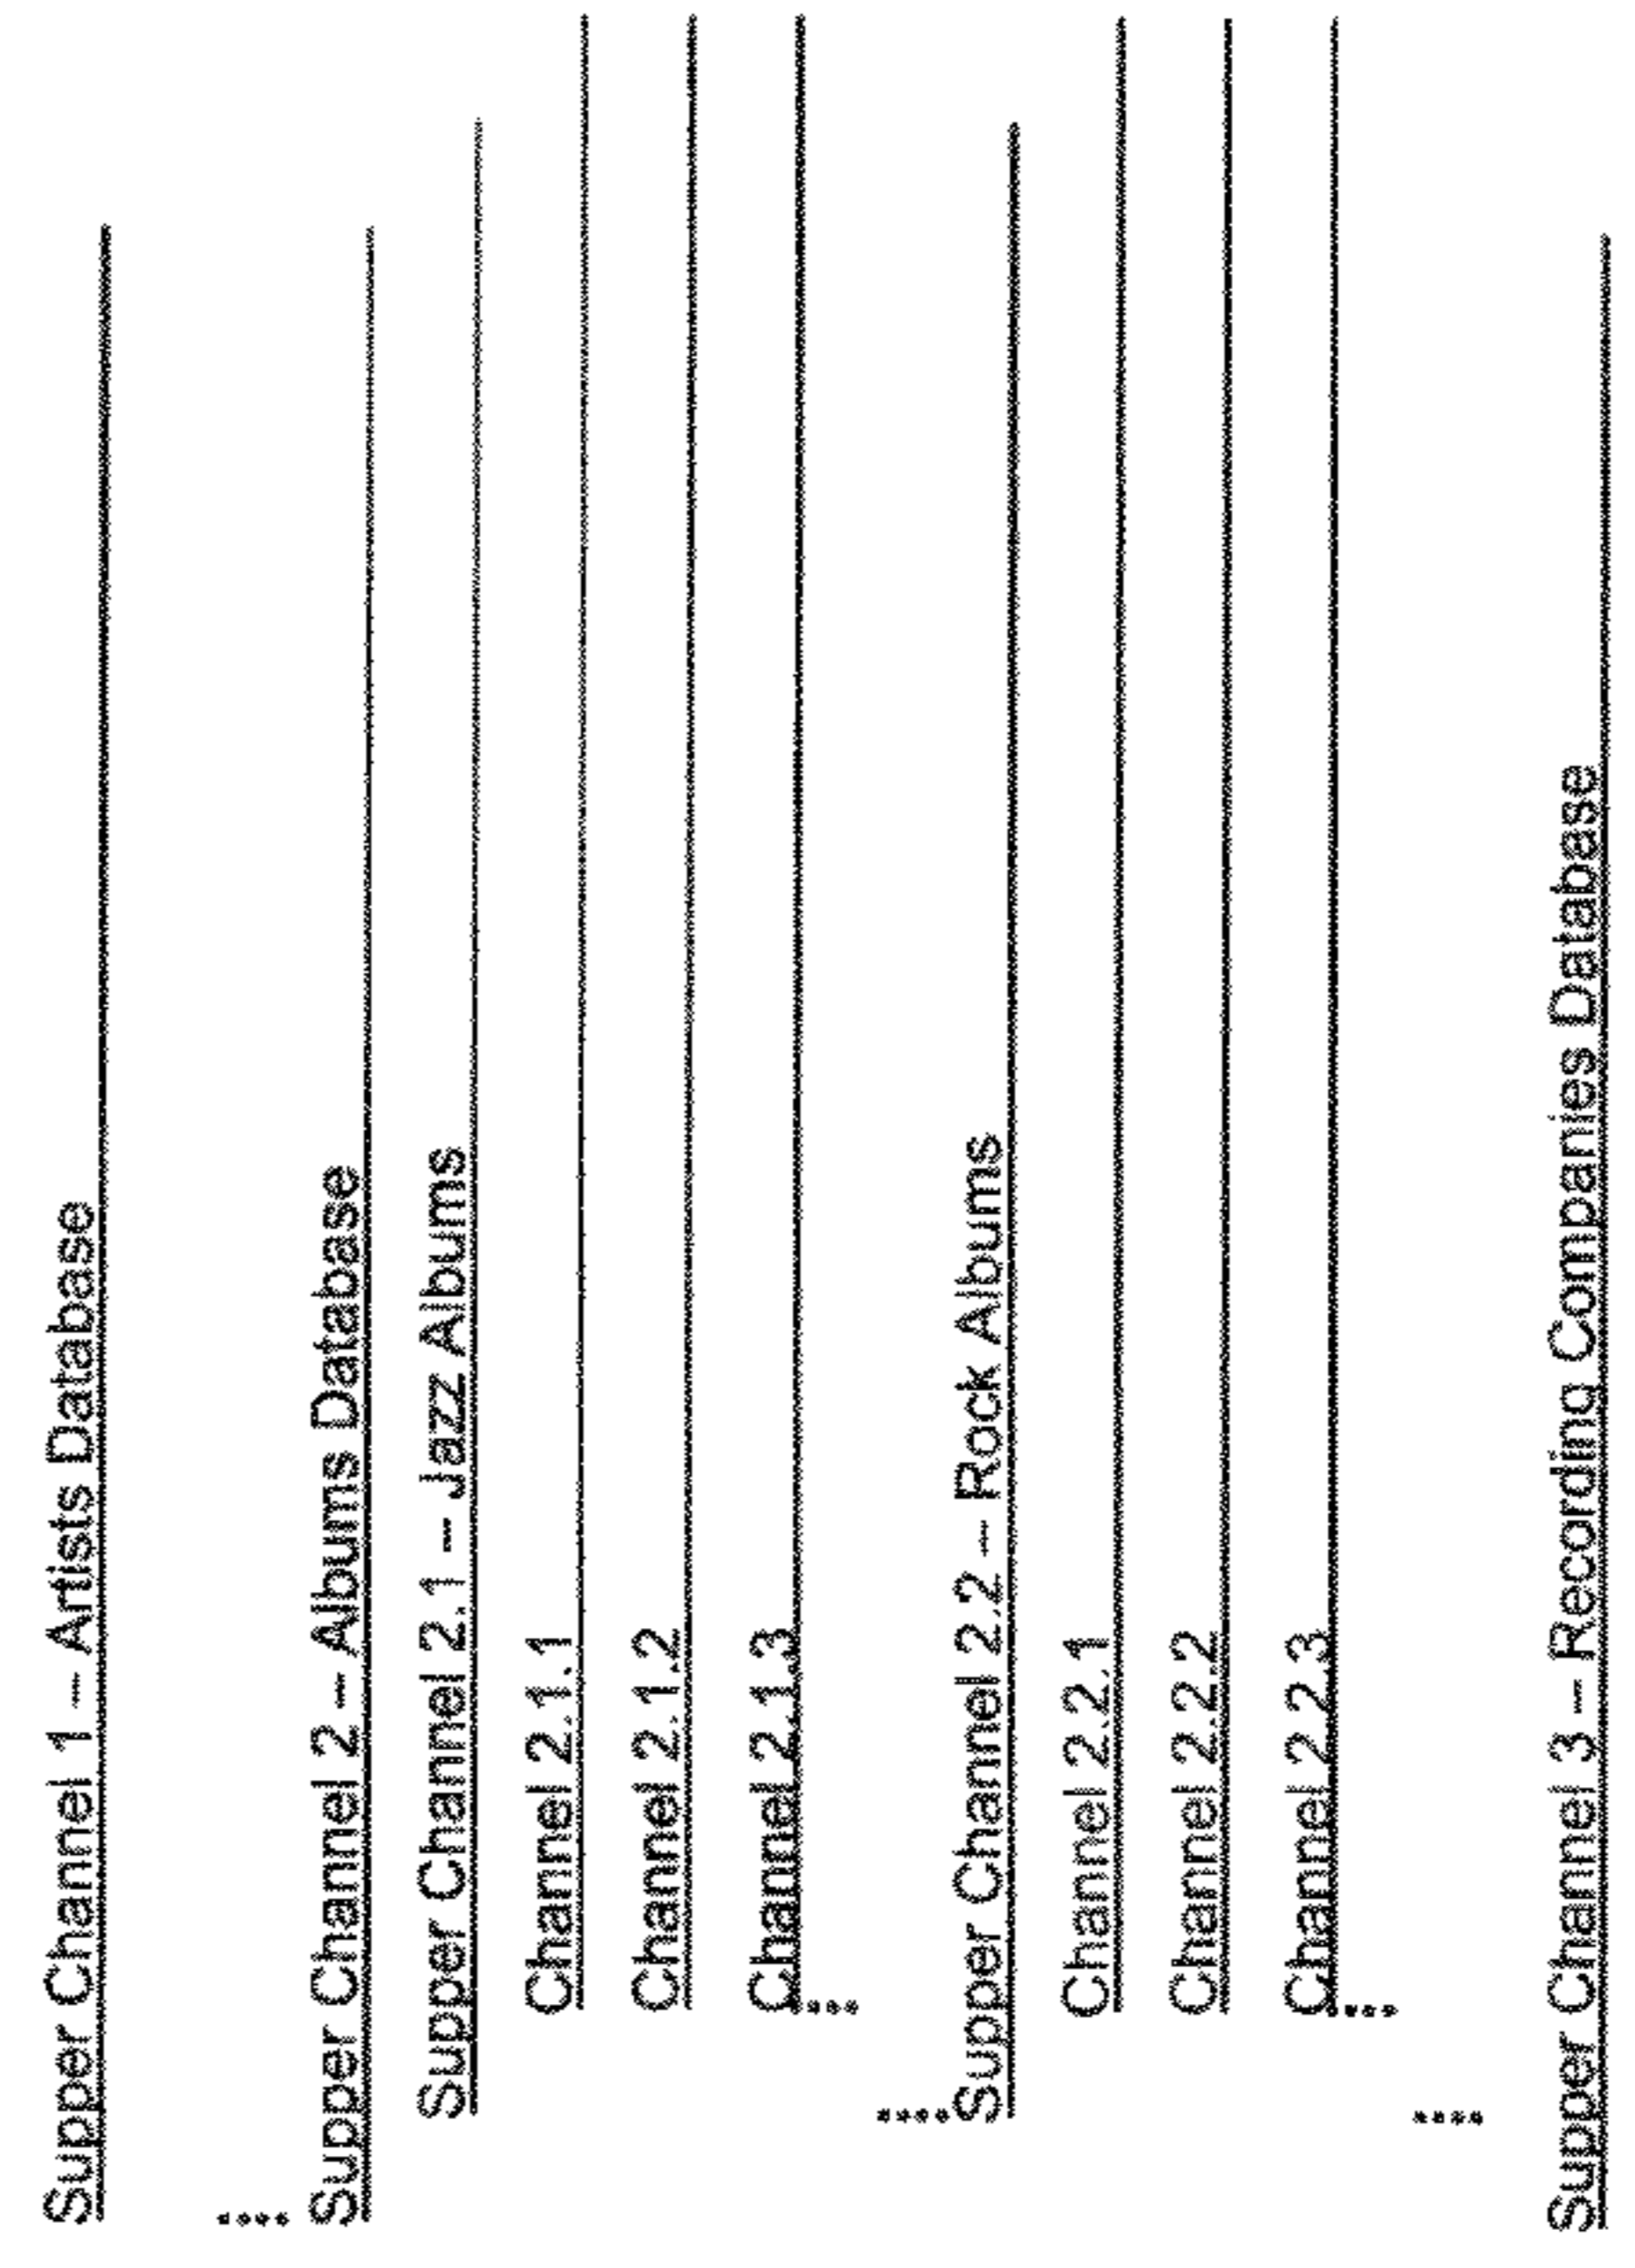 Supper Channel 1 – Artists Database
....
Supper Channel 2 – Albums Database
Supper Channel 2.1 – Jazz Albums
Channel 2.1.1
Channel 2.1.2
Channel 2.1.3
....
....
Supper Channel 2.2 – Rock Albums
Channel 2.2.1
Channel 2.2.2
Channel 2.2.3
....
....
Supper Channel 3 – Recording Companies Database